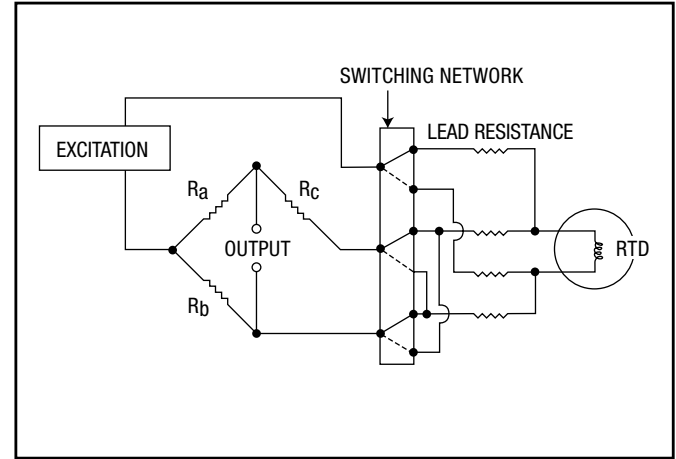 SWITCHING NETWORK
LEAD RESISTANCE
EXCITATION
Ra
Rc
OUTPUT
RTD
Rb